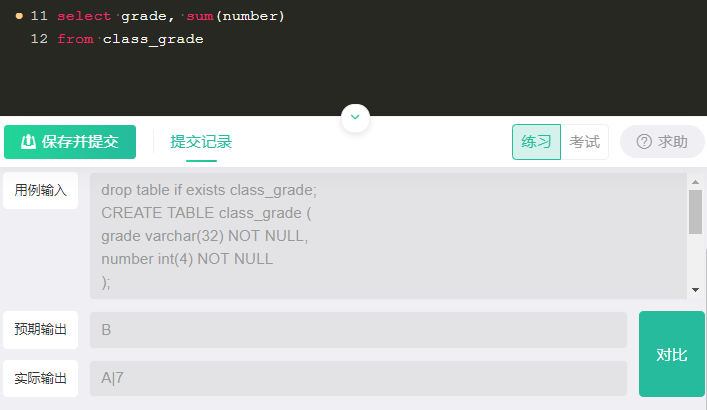 11 select grade, sum(number)
12 from class_grade
保存并提交 提交记录 练习 考试 求助
用例输入
drop table if exists class_grade;
CREATE TABLE class_grade (
grade varchar(32) NOT NULL,
number int(4) NOT NULL
);
预期输出 B
对比
实际输出 A|7